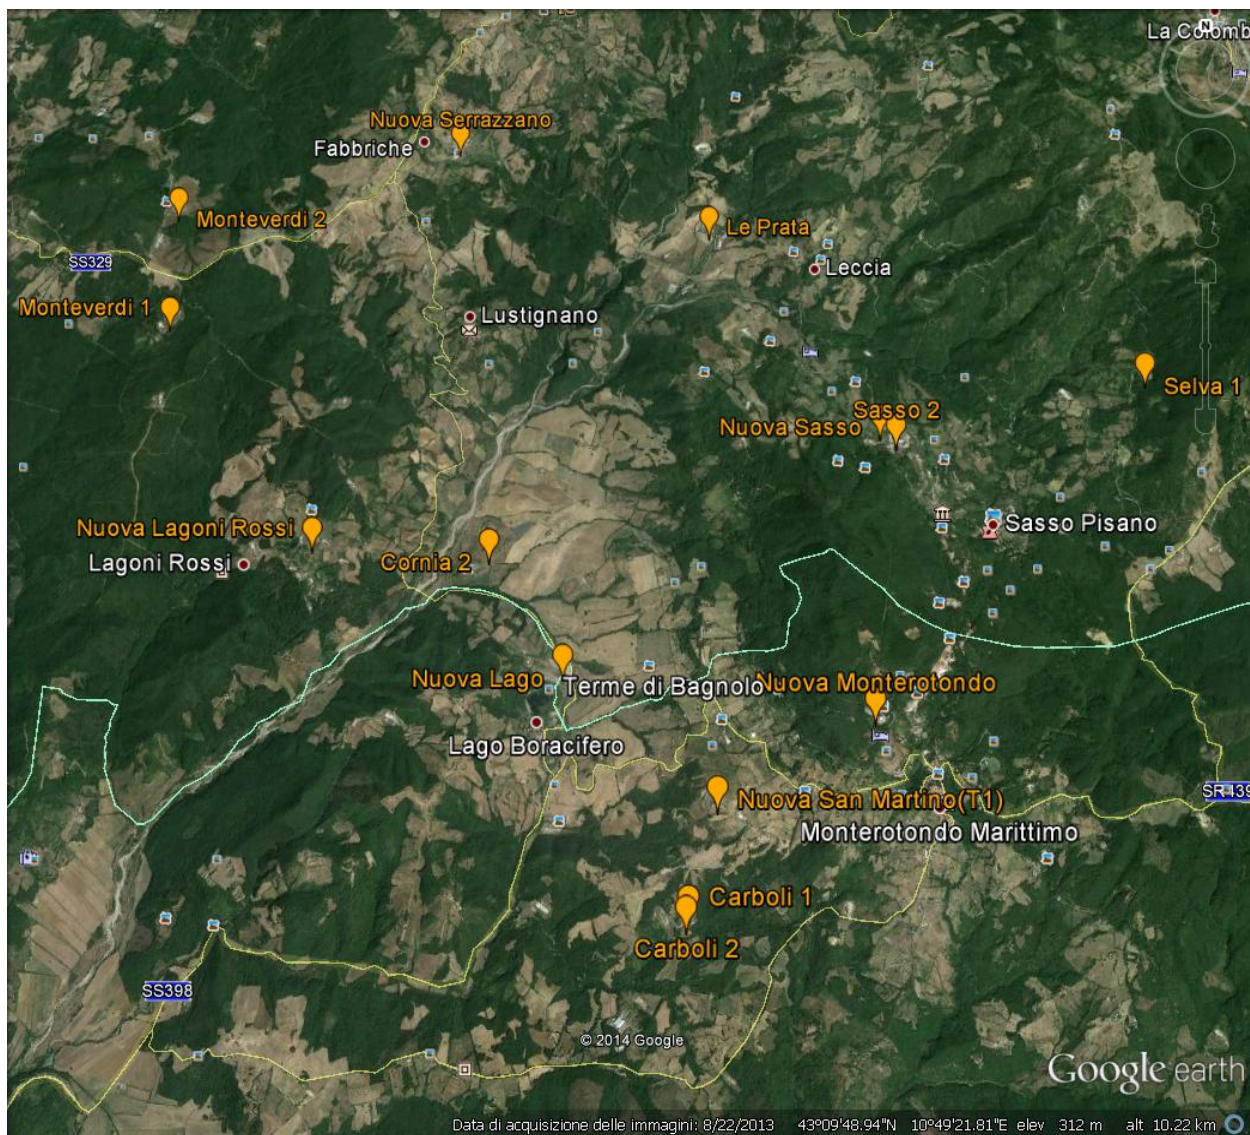 La Colomb
N
Nuova Serrazzano
Fabbriche
Monteverdi 2
Le Prata
SS329
Leccia
Monteverdi 1
Lustignano
Selva 1
Sasso 2
Nuova Sasso
Nuova Lagoni Rossi
Sasso Pisano
Lagoni Rossi
Cornia 2
Nuova Lago
Terme di Bagnolo
Nuova Monterotondo
Lago Boracifero
SR439
Nuova San Martino(T1)
Monterotondo Marittimo
Carboli 1
Carboli 2
SS398
© 2014 Google
Google earth
Data di acquisizione delle immagini: 8/22/2013 43°09'48.94"N 10°49'21.81"E elev 312 m alt 10.22 km